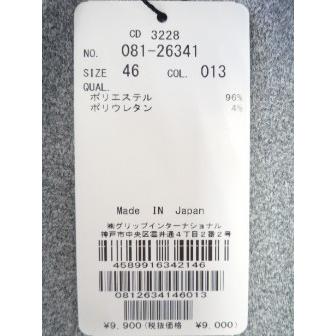 CD 3228
NO. 081-26341
SIZE 46 COL. 013
QUAL.
ポリエステル 96%
ポリウレタン 4%
Made IN Japan
㈱グリップインターナショナル
神戸市中央区雲井通4丁目2番2号
4589916342146
0812634146013
¥9,900(税抜価格 ¥9,000)